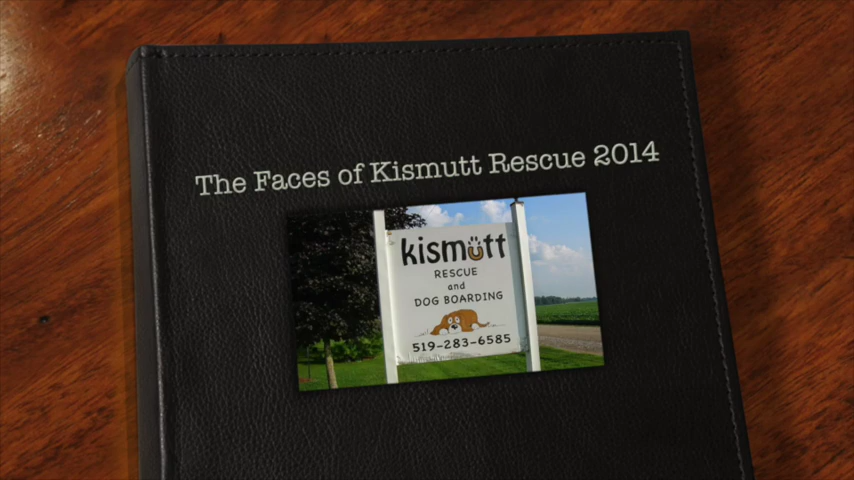 The Faces of Kismutt Rescue 2014
kismutt
RESCUE
and
DOG BOARDING
519-283-6585